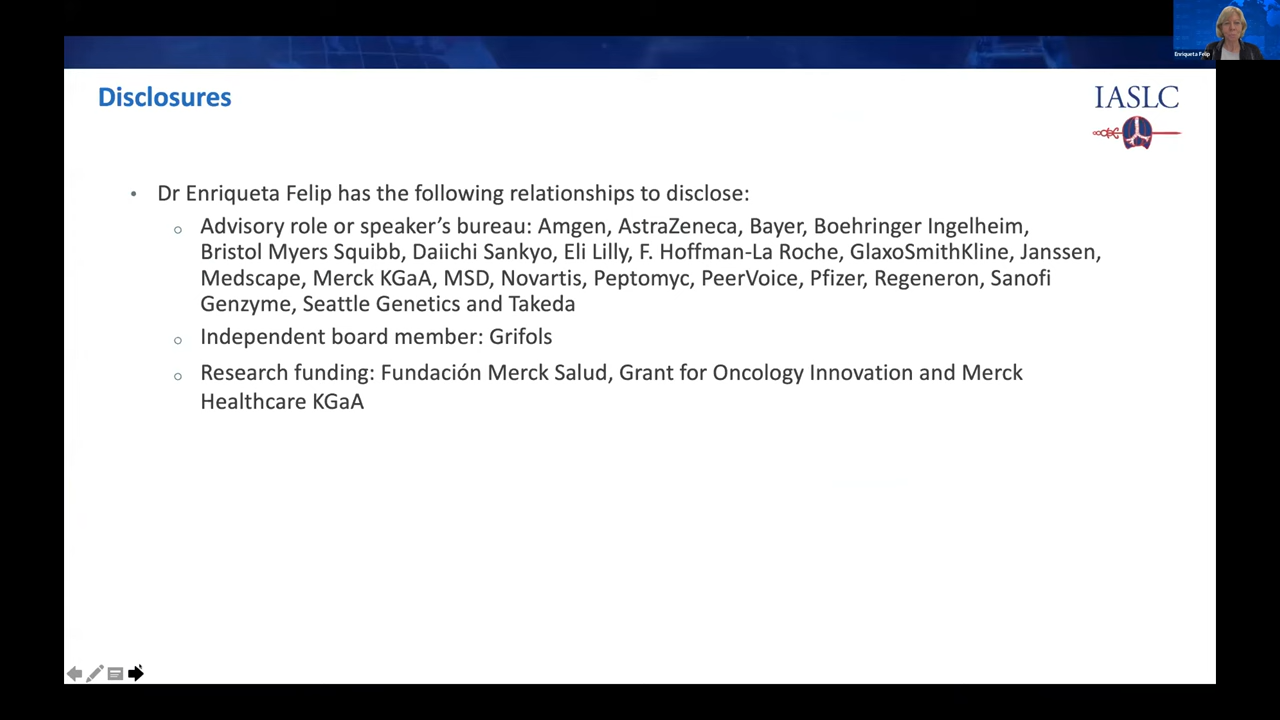 Enriqueta Felip
Disclosures
IASLC
• Dr Enriqueta Felip has the following relationships to disclose:
o Advisory role or speaker’s bureau: Amgen, AstraZeneca, Bayer, Boehringer Ingelheim,
Bristol Myers Squibb, Daiichi Sankyo, Eli Lilly, F. Hoffman-La Roche, GlaxoSmithKline, Janssen,
Medscape, Merck KGaA, MSD, Novartis, Peptomyc, PeerVoice, Pfizer, Regeneron, Sanofi
Genzyme, Seattle Genetics and Takeda
o Independent board member: Grifols
o Research funding: Fundación Merck Salud, Grant for Oncology Innovation and Merck
Healthcare KGaA